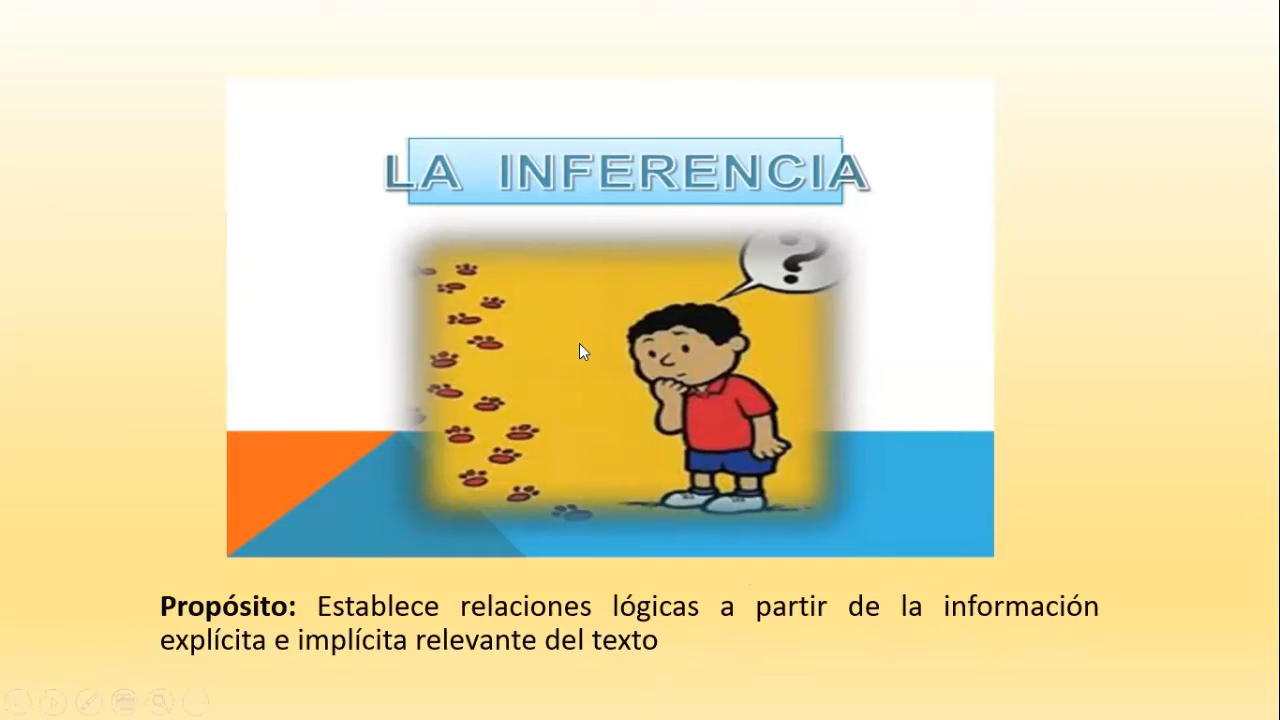 LA INFERENCIA
?
Propósito: Establece relaciones lógicas a partir de la información
explícita e implícita relevante del texto